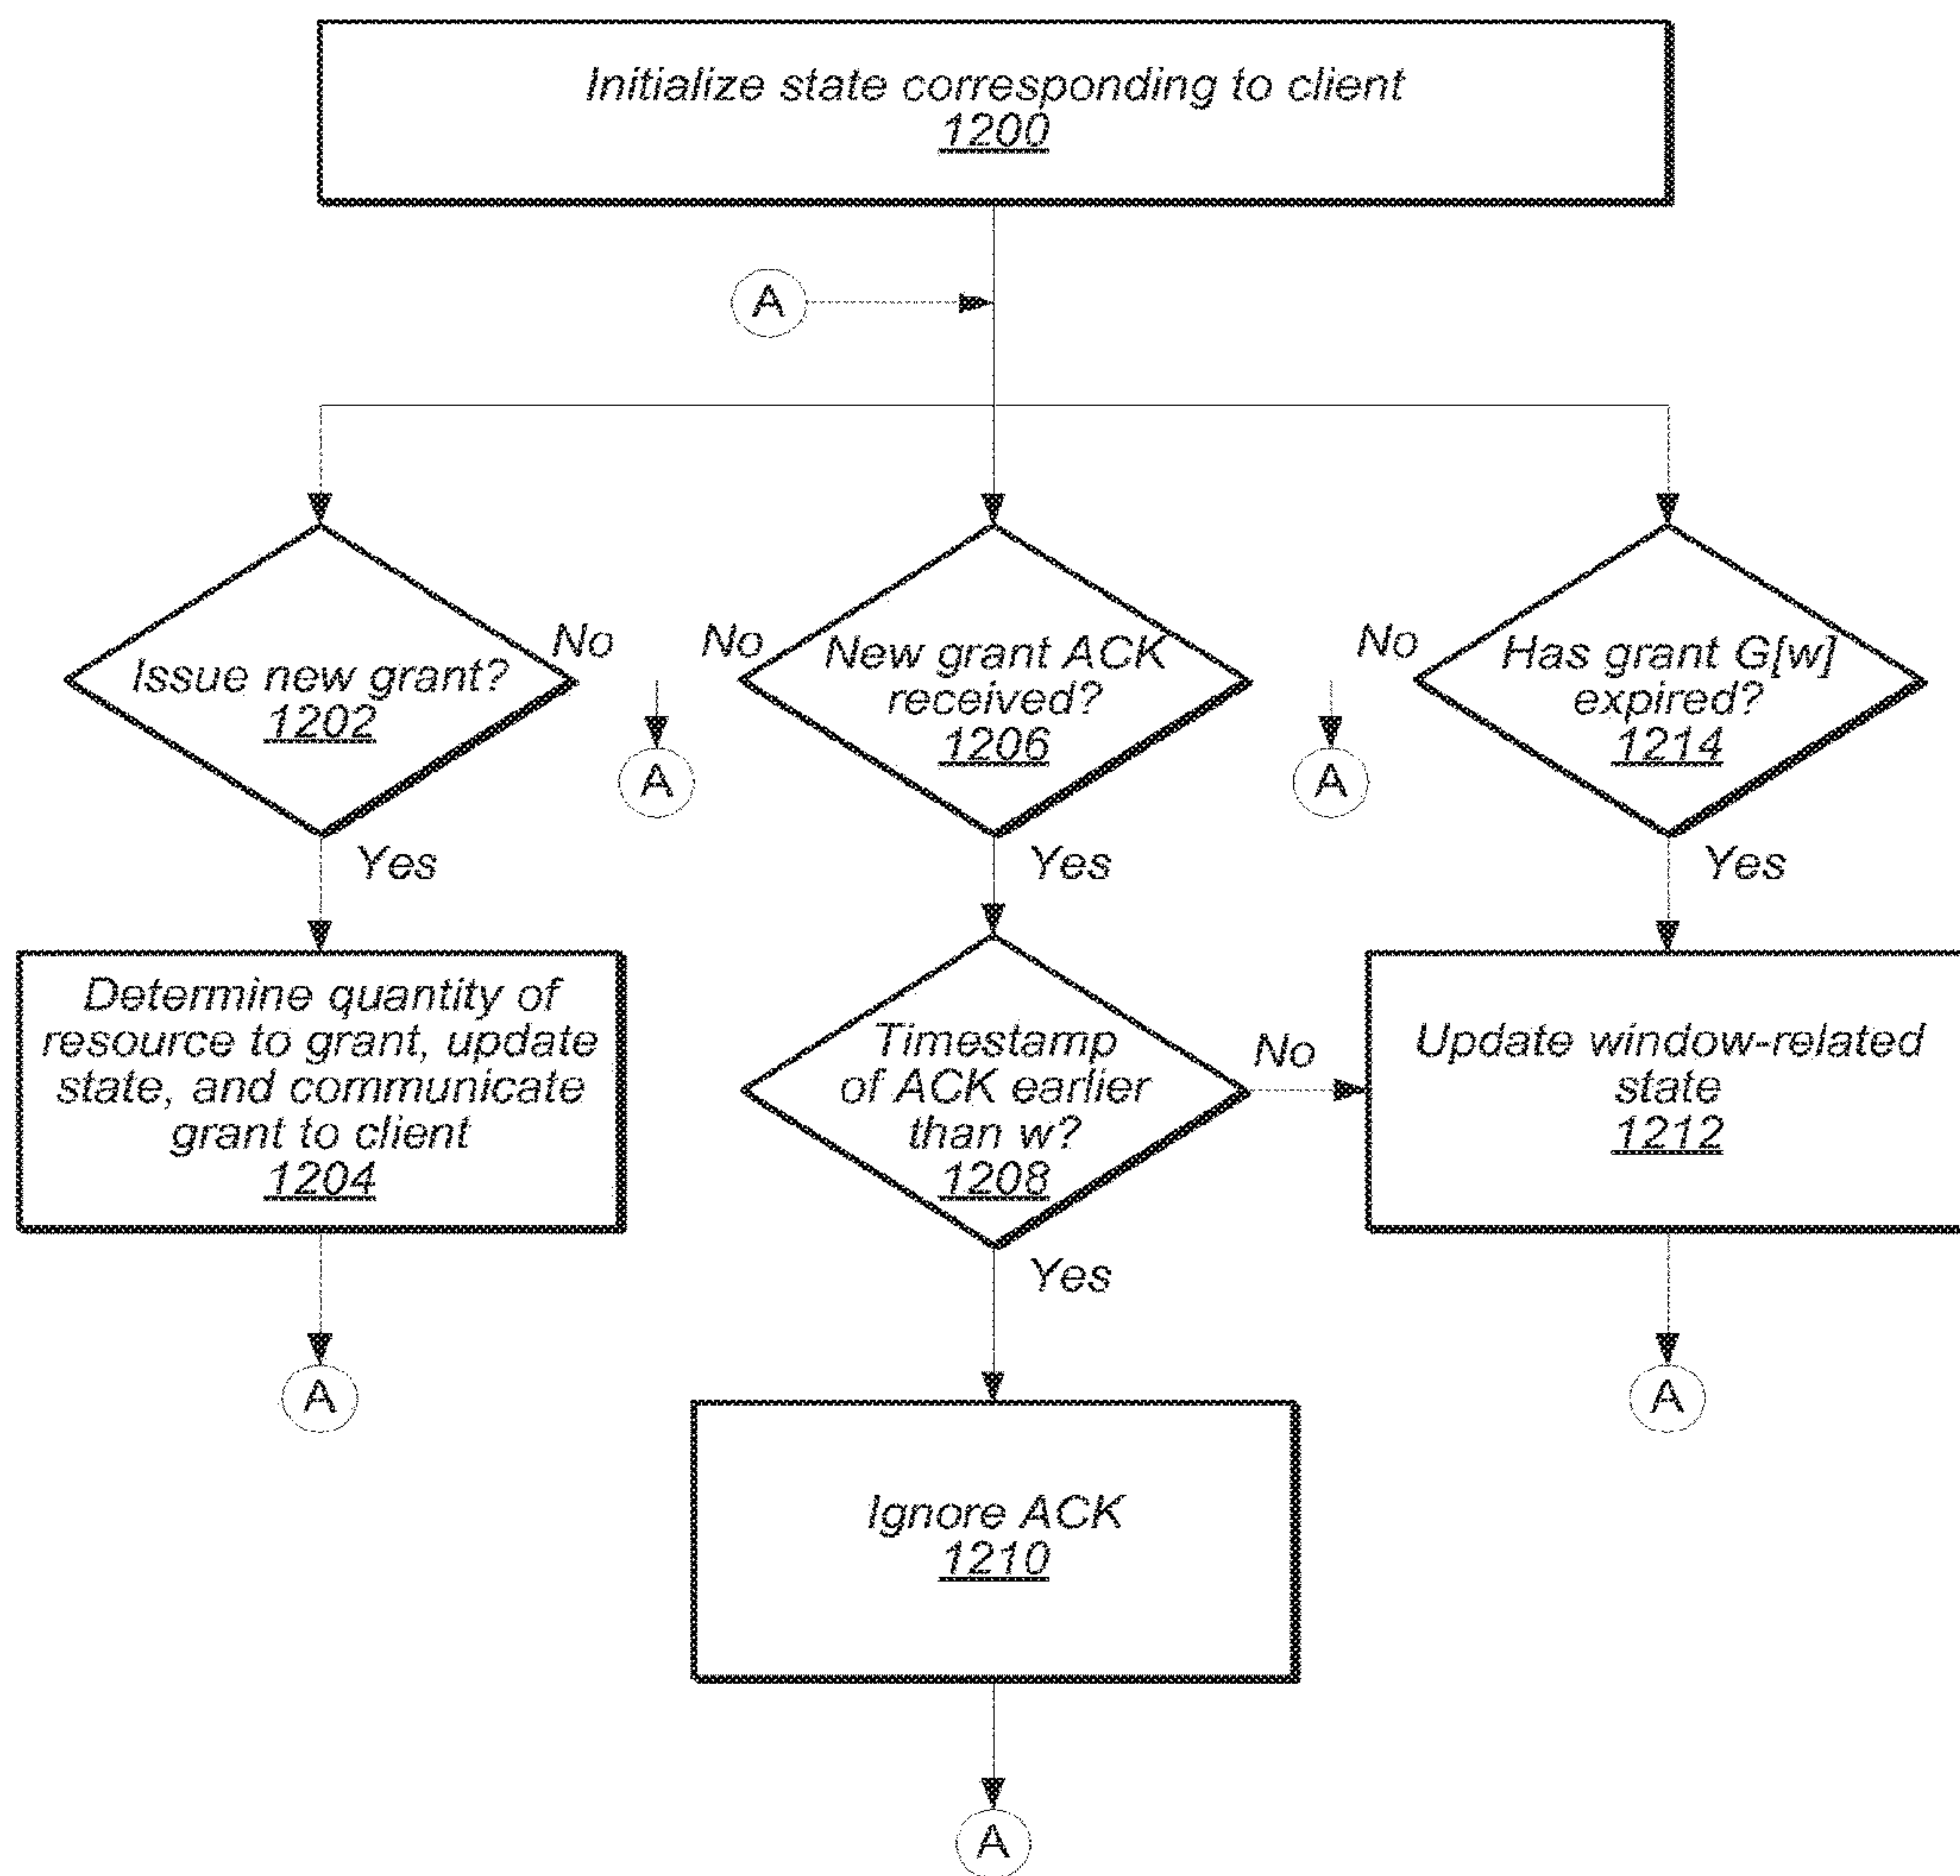 Initialize state corresponding to client
1200
A
Issue new grant?
1202
No
A
Yes
No
New grant ACK
received?
1206
A
Yes
No
Has grant G[w]
expired?
1214
Yes
Determine quantity of
resource to grant, update
state, and communicate
grant to client
1204
A
Timestamp
of ACK earlier
than w?
1208
No
Yes
Update window-related
state
1212
A
Ignore ACK
1210
A